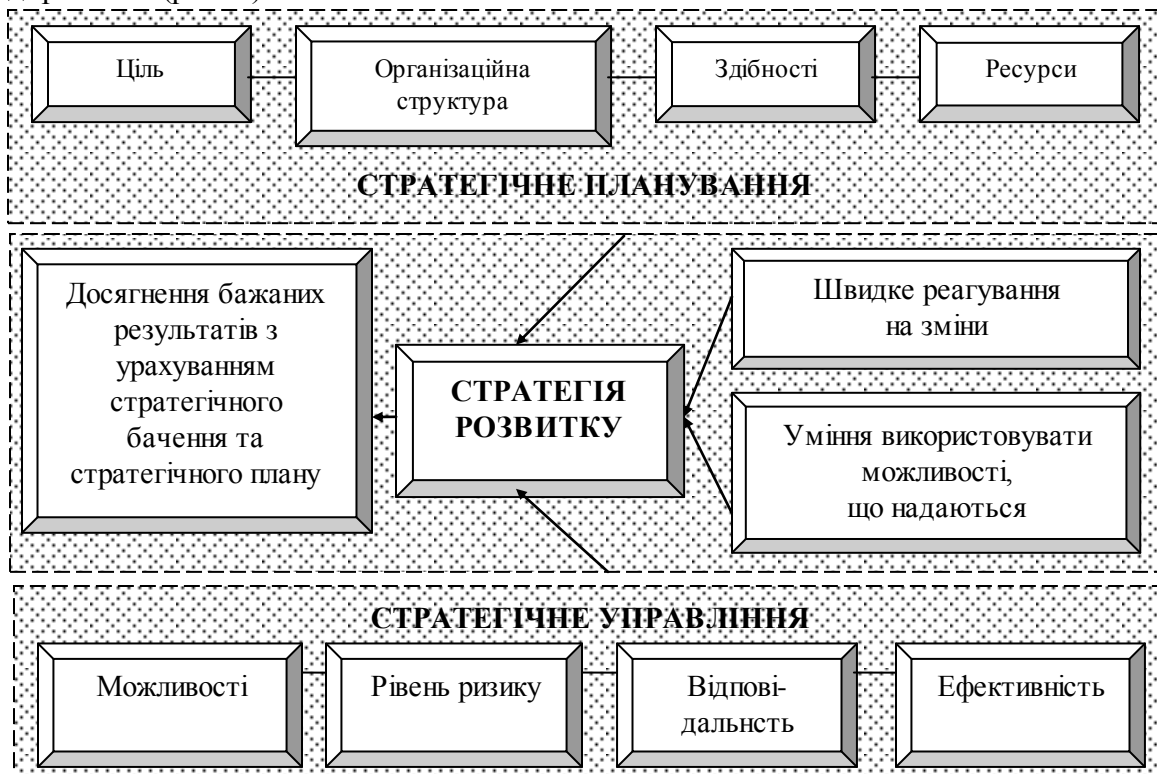 Ціль
Організаційна
структура
Здібності
Ресурси
СТРАТЕГІЧНЕ ПЛАНУВАННЯ
Досягнення бажаних
результатів з
урахуванням
стратегічного
бачення та
стратегічного плану
СТРАТЕГІЯ
РОЗВИТКУ
Швидке реагування
на зміни
Уміння використовувати
можливості,
що надаються
СТРАТЕГІЧНЕ УПРАВЛІННЯ
Можливості
Рівень ризику
Відпові-
дальнсть
Ефективність